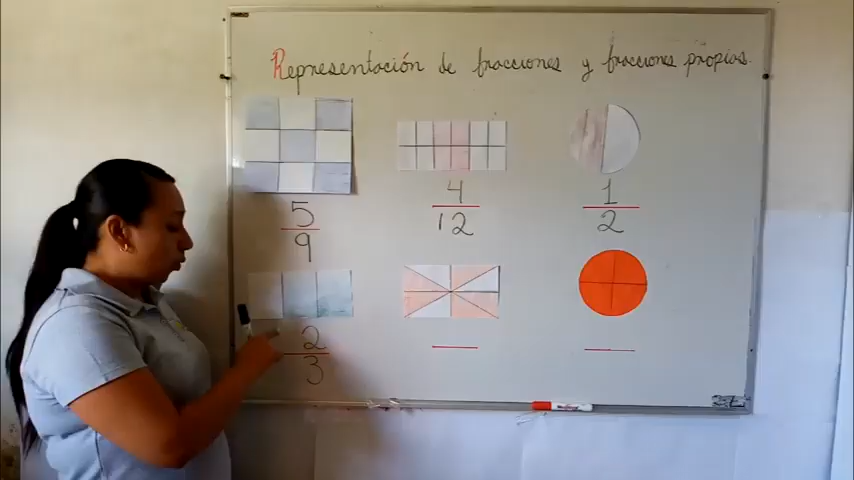 Representación de fracciones y fracciones propias.
5/9 4/12 1/2
2/3